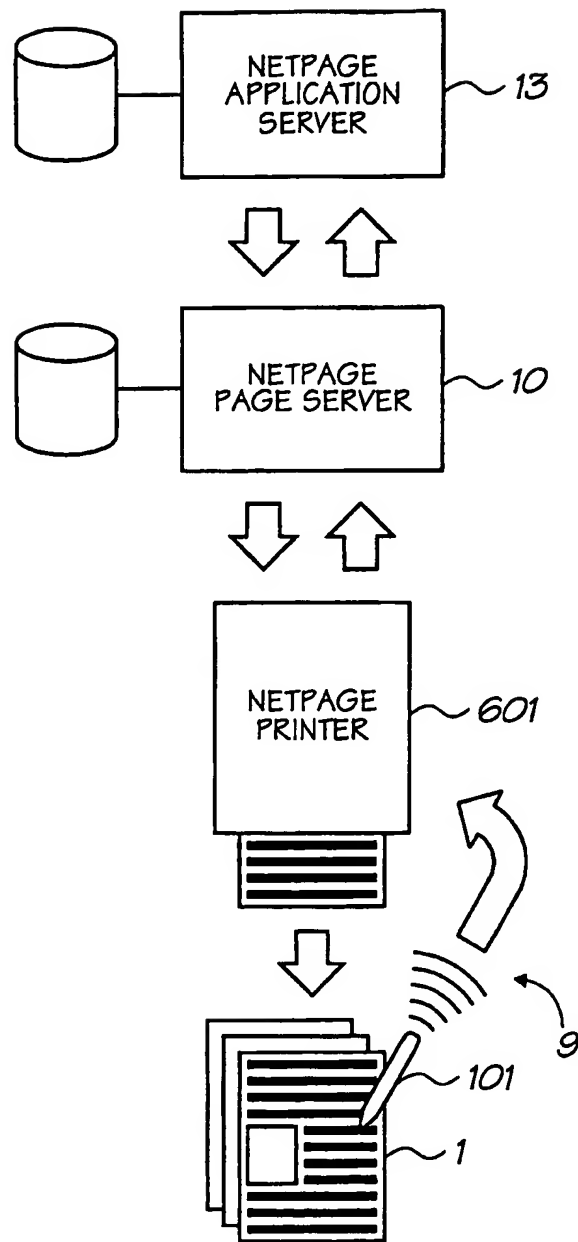 NETPAGE
APPLICATION
SERVER
13
NETPAGE
PAGE SERVER
10
NETPAGE
PRINTER
601
9
101
1